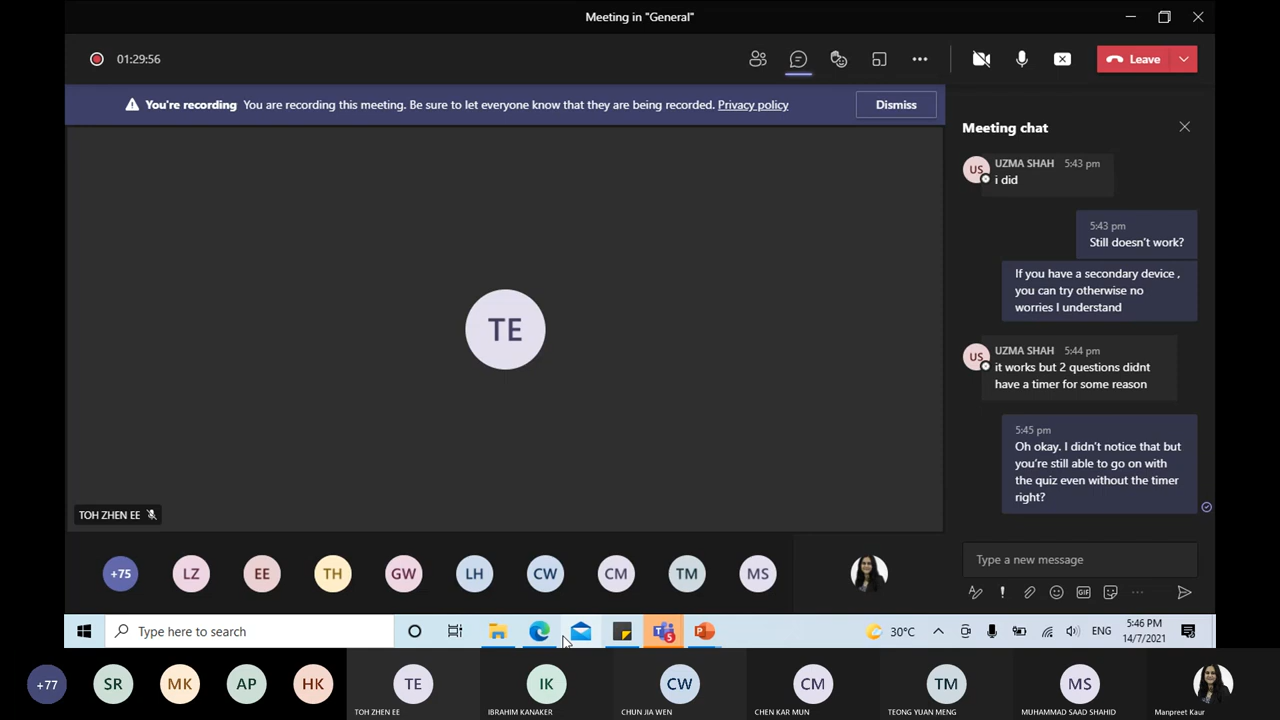 Meeting in "General"
01:29:56
Leave
You're recording You are recording this meeting. Be sure to let everyone know that they are being recorded. Privacy policy
Dismiss
TE
TOH ZHEN EE
+75
LZ
EE
TH
GW
LH
CW
CM
TM
MS
Meeting chat
US
UZMA SHAH 5:43 pm
i did
5:43 pm
Still doesn't work?
If you have a secondary device ,
you can try otherwise no
worries I understand
US
UZMA SHAH 5:44 pm
it works but 2 questions didnt
have a timer for some reason
5:45 pm
Oh okay. I didn't notice that but
you're still able to go on with
the quiz even without the timer
right?
Type a new message
GIF
Type here to search
5
30°C
ENG
5:46 PM
14/7/2021
+77
SR
MK
AP
HK
TE
TOH ZHEN EE
IK
IBRAHIM KANAKER
CW
CHUN JIA WEN
CM
CHEN KAR MUN
TM
TEONG YUAN MENG
MS
MUHAMMAD SAAD SHAHID
Manpreet Kaur